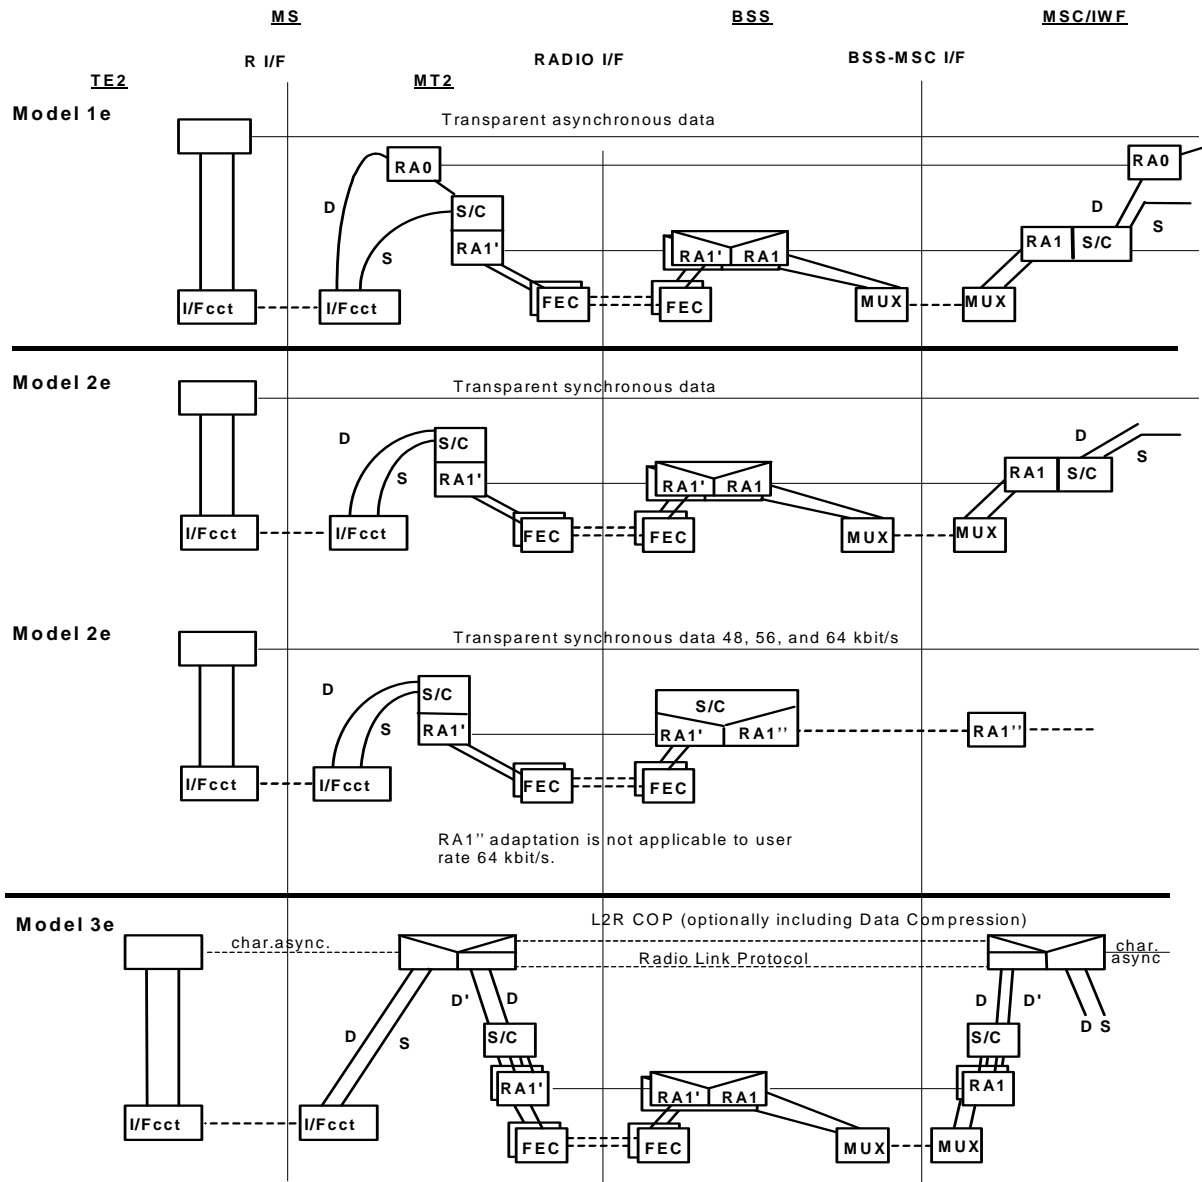 MS BSS MSC/IWF
R I/F RADIO I/F BSS-MSC I/F
TE2 MT2
Model 1e
Transparent asynchronous data
RA0 RA0
D S/C D
RA1' S RA1' RA1 RA1 S/C S
I/Fcct I/Fcct FEC FEC MUX MUX
Model 2e
Transparent synchronous data
D S/C D
S RA1' RA1' RA1 RA1 S/C S
I/Fcct I/Fcct FEC FEC MUX MUX
Model 2e
Transparent synchronous data 48, 56, and 64 kbit/s
D S/C S/C
S RA1' RA1' RA1'' RA1''
I/Fcct I/Fcct FEC FEC
RA1'' adaptation is not applicable to user
rate 64 kbit/s.
Model 3e
L2R COP (optionally including Data Compression)
char.async. char.
async
Radio Link Protocol
D' D D D'
D S S/C S/C D S
RA1' RA1' RA1 RA1
I/Fcct I/Fcct FEC FEC MUX MUX